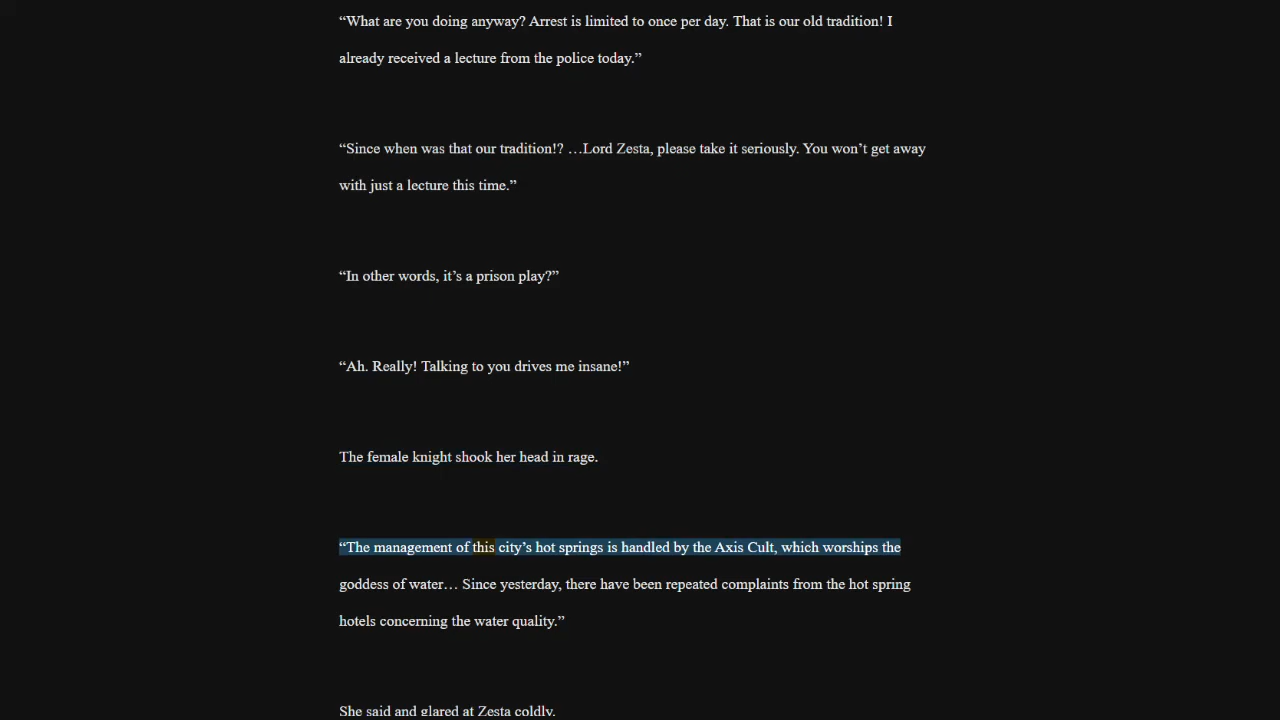 “What are you doing anyway? Arrest is limited to once per day. That is our old tradition! I
already received a lecture from the police today.”
“Since when was that our tradition!? …Lord Zesta, please take it seriously. You won’t get away
with just a lecture this time.”
“In other words, it’s a prison play?”
“Ah. Really! Talking to you drives me insane!”
The female knight shook her head in rage.
“The management of this city’s hot springs is handled by the Axis Cult, which worships the
goddess of water… Since yesterday, there have been repeated complaints from the hot spring
hotels concerning the water quality.”
She said and glared at Zesta coldly.